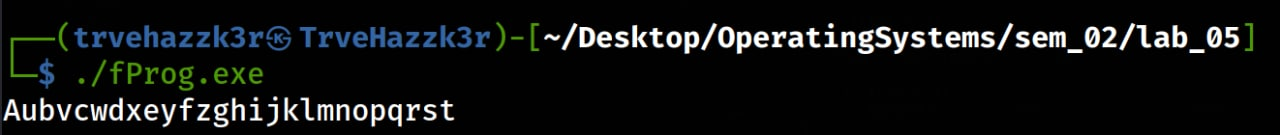 ┌──(trvehazzk3r㉿TrveHazzk3r)-[~/Desktop/OperatingSystems/sem_02/lab_05]
└─$ ./fProg.exe
Aubvcwdxeyfzghijklmnopqrst